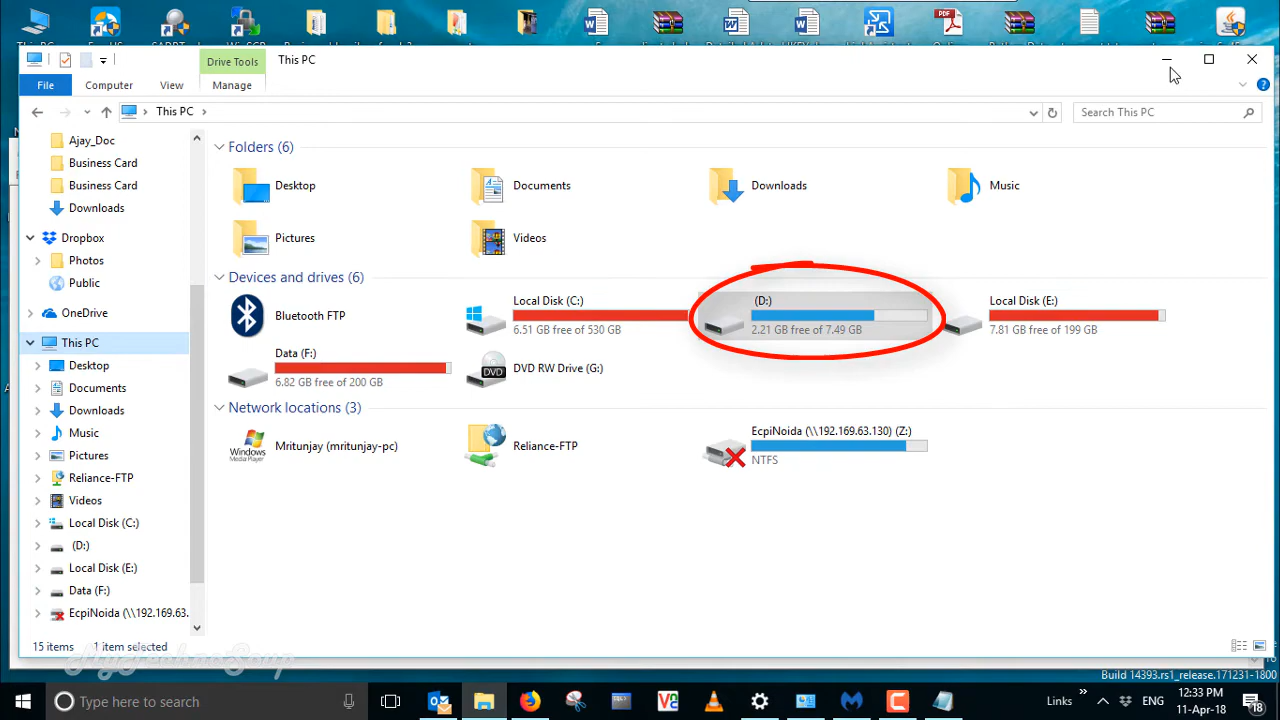 This PC
Drive Tools
This PC
File
Computer
View
Manage
This PC
Search This PC
Ajay_Doc
Business Card
Business Card
Downloads
Dropbox
Photos
Public
OneDrive
This PC
Desktop
Documents
Downloads
Music
Pictures
Reliance-FTP
Videos
Local Disk (C:)
(D:)
Local Disk (E:)
Data (F:)
EcpiNoida (\\192.169.63.
Folders (6)
Desktop
Documents
Downloads
Music
Pictures
Videos
Devices and drives (6)
Bluetooth FTP
Local Disk (C:)
6.51 GB free of 530 GB
(D:)
2.21 GB free of 7.49 GB
Local Disk (E:)
7.81 GB free of 199 GB
Data (F:)
6.82 GB free of 200 GB
DVD
DVD RW Drive (G:)
Network locations (3)
Windows
Media Player
Mritunjay (mritunjay-pc)
Reliance-FTP
EcpiNoida (\\192.169.63.130) (Z:)
NTFS
15 items
1 item selected
Build 14393.rs1_release.171231-1800
Type here to search
Links
ENG
12:33 PM
11-Apr-18
18